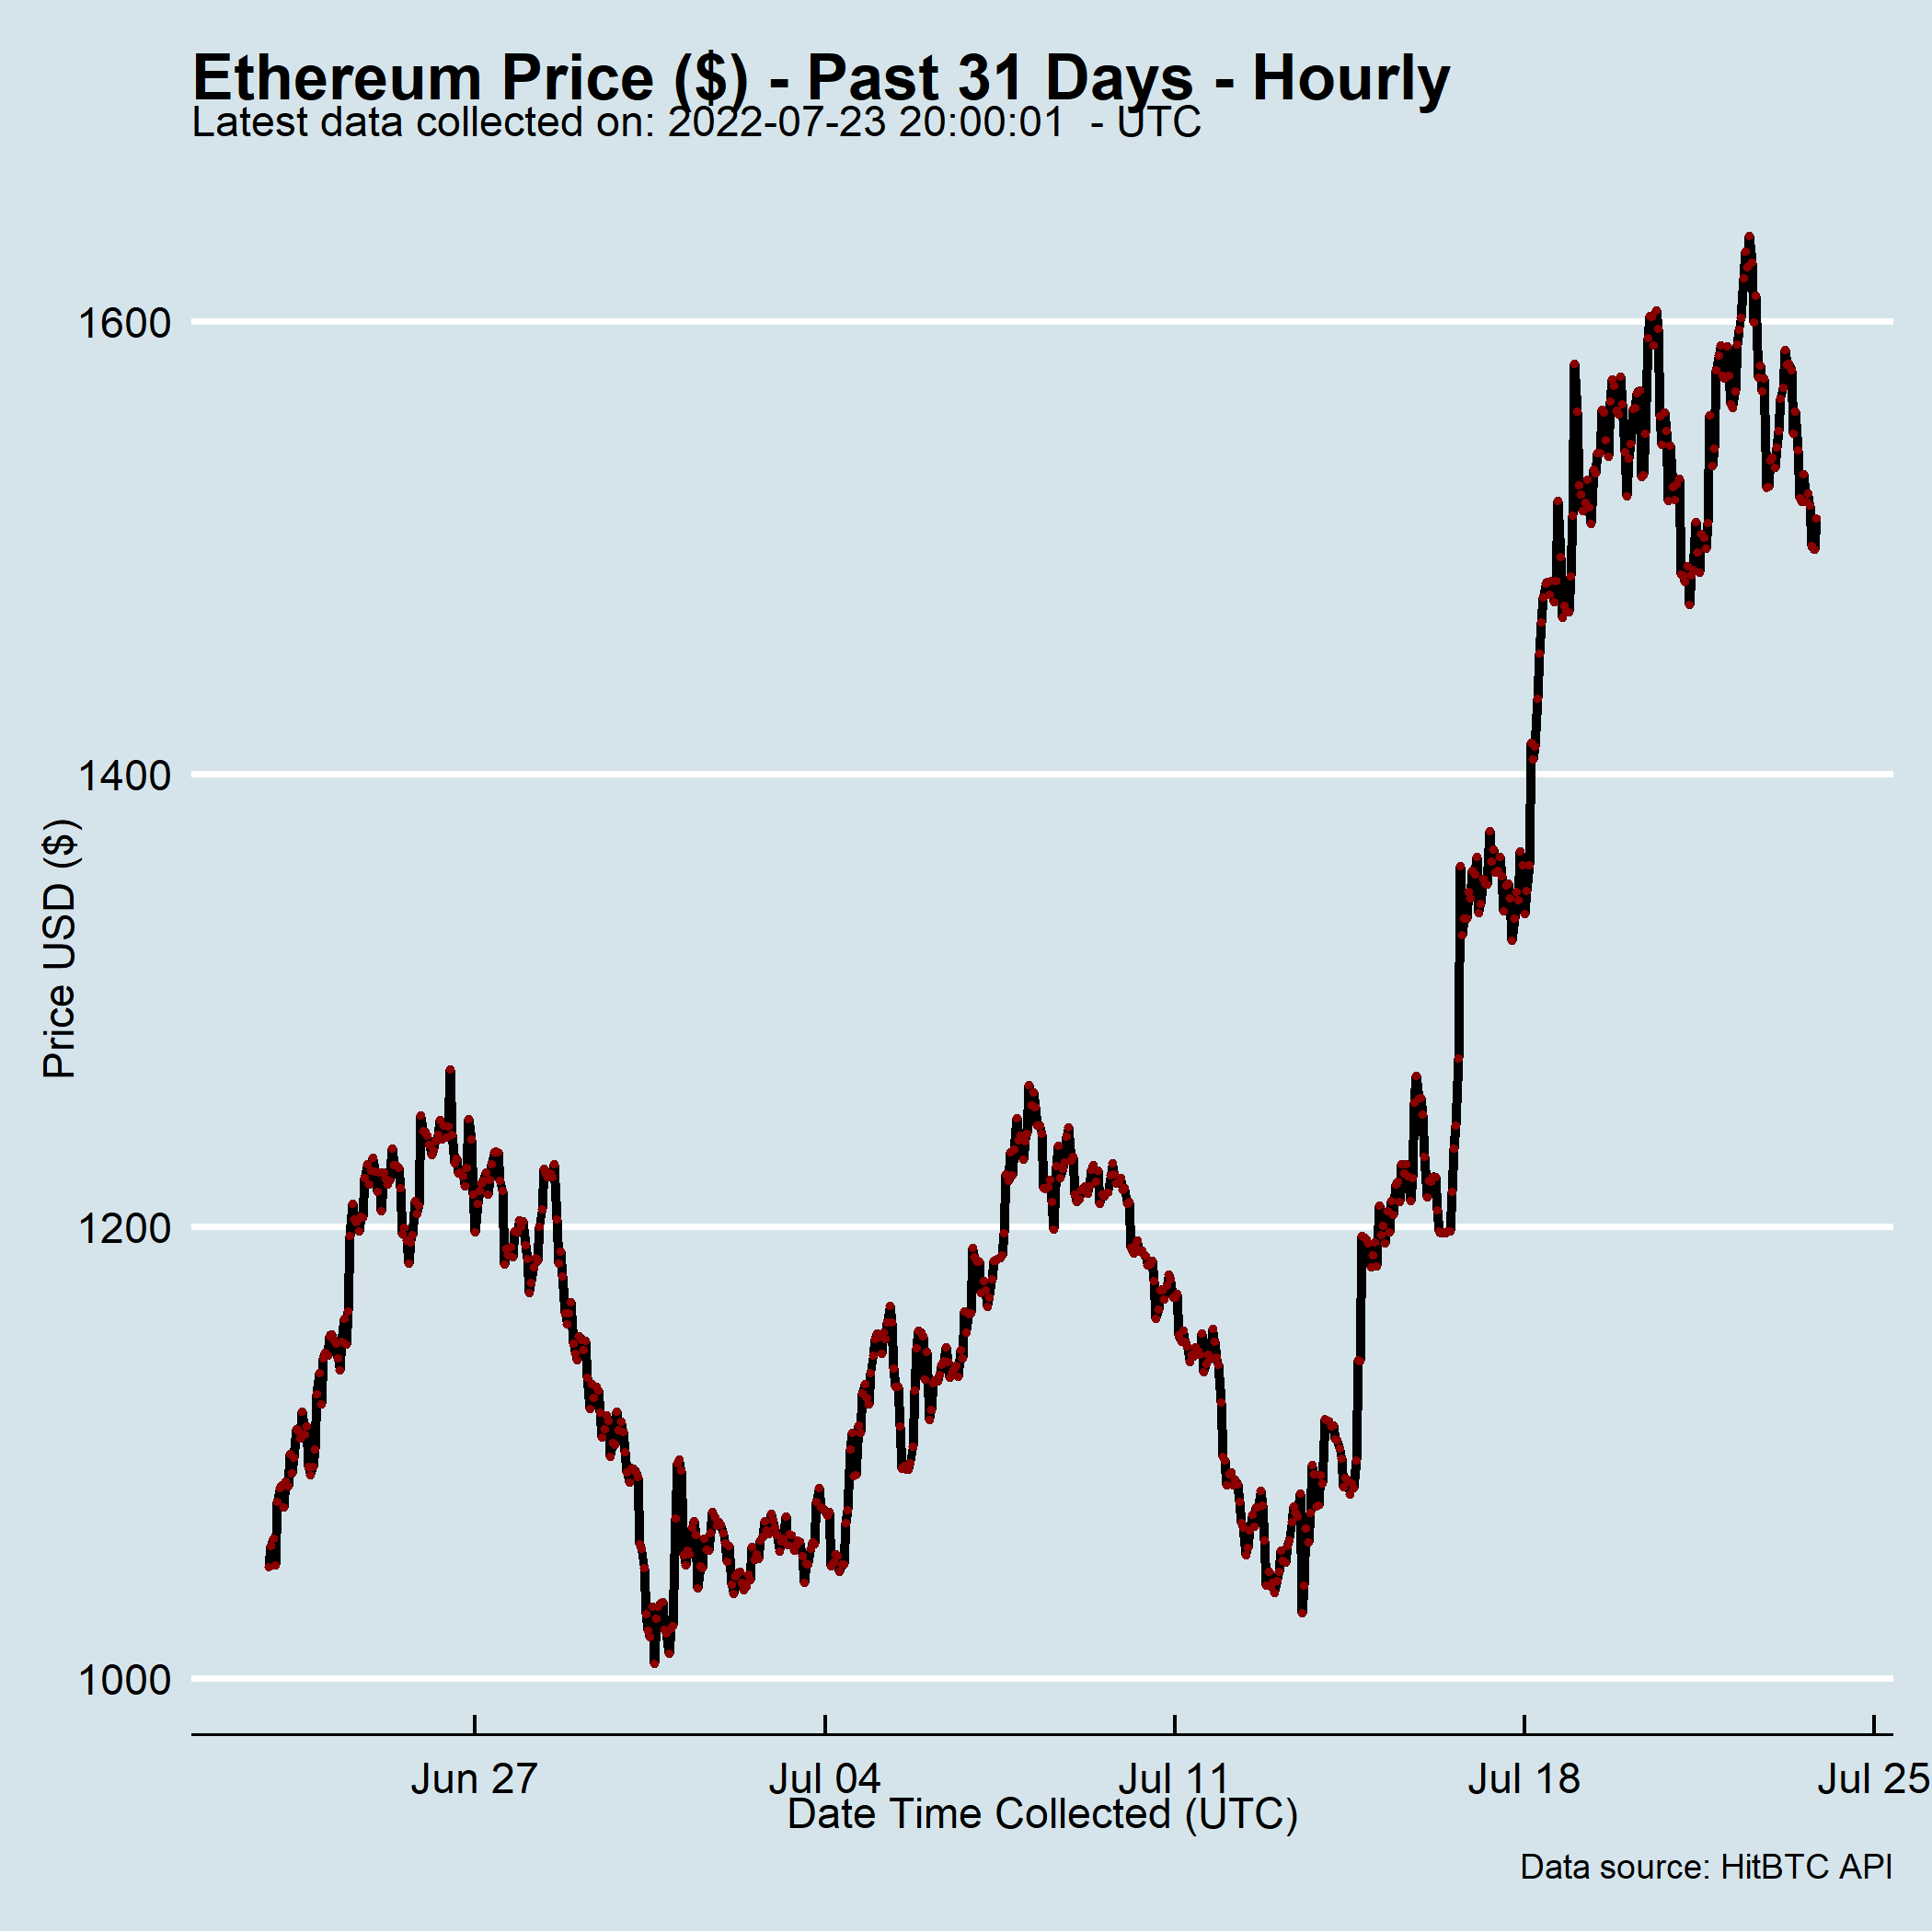 Ethereum Price ($) - Past 31 Days - Hourly
Latest data collected on: 2022-07-23 20:00:01  - UTC
1600
1400
1200
1000
Price USD ($)
Jun 27
Jul 04
Jul 11
Jul 18
Jul 25
Date Time Collected (UTC)
Data source: HitBTC API